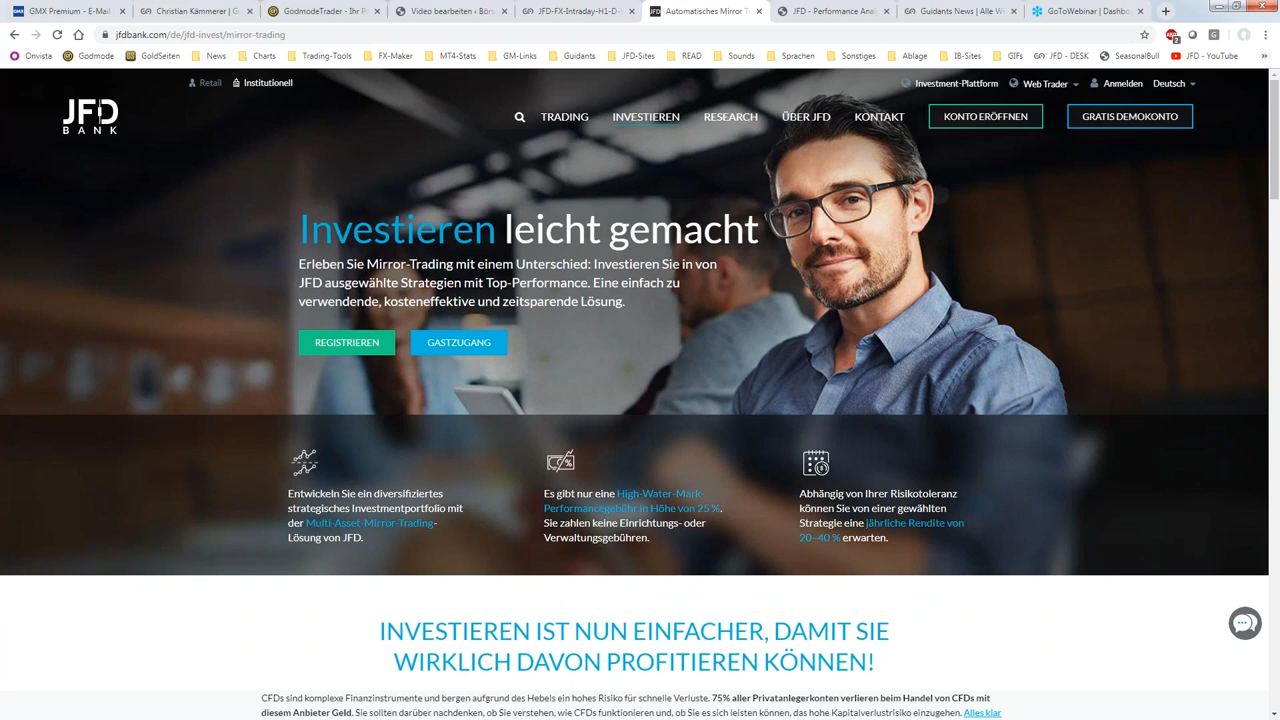 GMX Premium - E-Mail
Christian Kämmerer | Gu
GodmodeTrader - Ihr P
Video bearbeiten ‹ Börs
JFD-FX-Intraday-H1-D-V
Automatisches Mirror T
JFD - Performance Anal
Guidants News | Alle W
GoToWebinar | Dashbo
jfdbank.com/de/jfd-invest/mirror-trading
Onvista Godmode GoldSeiten News Charts Trading-Tools FX-Maker MT4-Stats GM-Links Guidants JFD-Sites READ Sounds Sprachen Sonstiges Ablage IB-Sites GIFs JFD - DESK SeasonalBull JFD - YouTube »
Retail Institutionell
Investment-Plattform Web Trader Anmelden Deutsch
JFD
BANK
TRADING INVESTIEREN RESEARCH ÜBER JFD KONTAKT KONTO ERÖFFNEN GRATIS DEMOKONTO
Investieren leicht gemacht
Erleben Sie Mirror-Trading mit einem Unterschied: Investieren Sie in von
JFD ausgewählte Strategien mit Top-Performance. Eine einfach zu
verwendende, kosteneffektive und zeitsparende Lösung.
REGISTRIEREN GASTZUGANG
Entwickeln Sie ein diversifiziertes
strategisches Investmentportfolio mit
der Multi-Asset-Mirror-Trading-
Lösung von JFD.
Es gibt nur eine High-Water-Mark-
Performancegebühr in Höhe von 25 %.
Sie zahlen keine Einrichtungs- oder
Verwaltungsgebühren.
Abhängig von Ihrer Risikotoleranz
können Sie von einer gewählten
Strategie eine jährliche Rendite von
20–40 % erwarten.
INVESTIEREN IST NUN EINFACHER, DAMIT SIE
WIRKLICH DAVON PROFITIEREN KÖNNEN!
CFDs sind komplexe Finanzinstrumente und bergen aufgrund des Hebels ein hohes Risiko für schnelle Verluste. 75% aller Privatanlegerkonten verlieren beim Handel von CFDs mit
diesem Anbieter Geld. Sie sollten darüber nachdenken, ob Sie verstehen, wie CFDs funktionieren und, ob Sie es sich leisten können, das hohe Kapitalverlustrisiko einzugehen. Alles klar